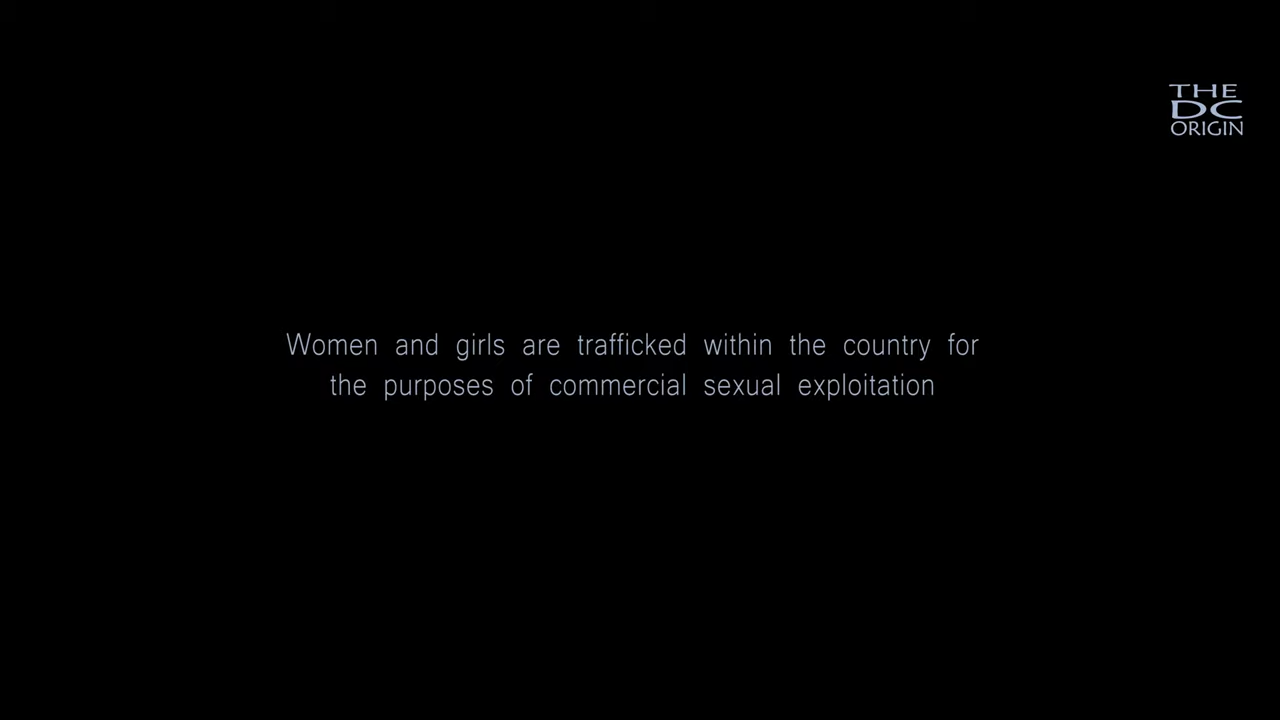 THE
DC
ORIGIN
Women and girls are trafficked within the country for
the purposes of commercial sexual exploitation